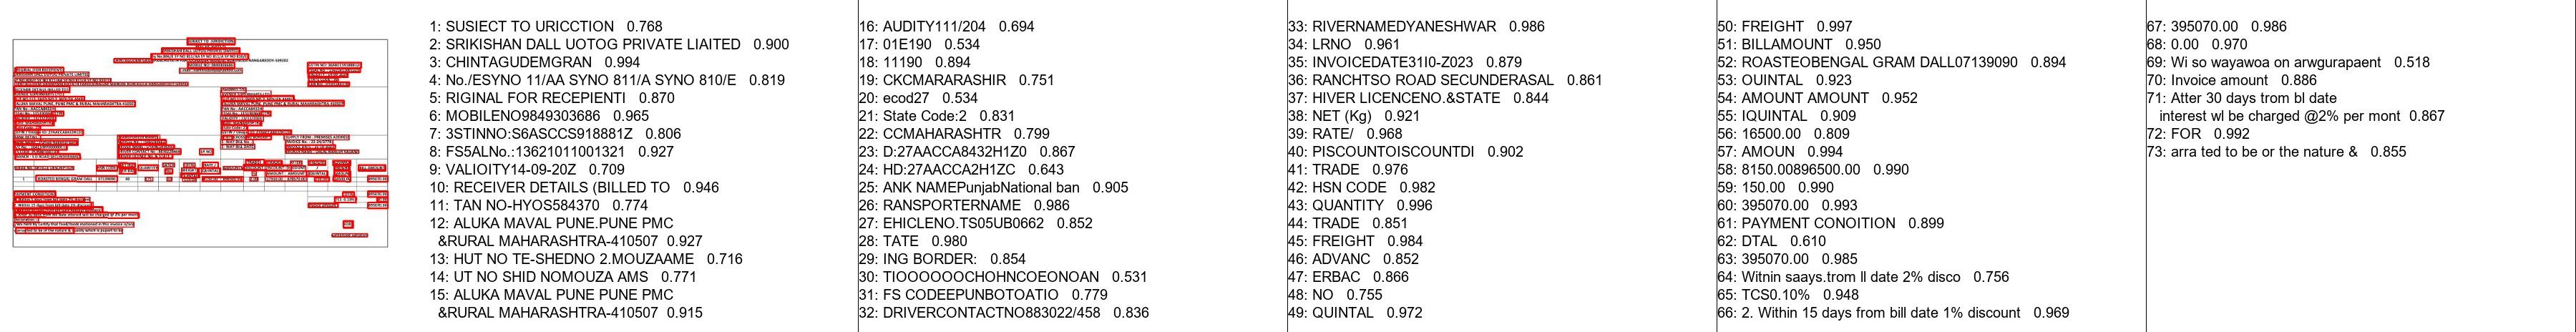 1: SUSIECT TO URICCTION 0.768
2: SRIKISHAN DALL UOTOG PRIVATE LIAITED 0.900
3: CHINTAGUDEMGRAN 0.994
4: No./ESYNO 11/AA SYNO 811/A SYNO 810/E 0.819
5: RIGINAL FOR RECEPIENTI 0.870
6: MOBILENO9849303686 0.965
7: 3STINNO:S6ASCCS918881Z 0.806
8: FS5ALNo.:13621011001321 0.927
9: VALIOITY14-09-20Z 0.709
10: RECEIVER DETAILS (BILLED TO 0.946
11: TAN NO-HYOS584370 0.774
12: ALUKA MAVAL PUNE.PUNE PMC
&RURAL MAHARASHTRA-410507 0.927
13: HUT NO TE-SHEDNO 2.MOUZAAME 0.716
14: UT NO SHID NOMOUZA AMS 0.771
15: ALUKA MAVAL PUNE PUNE PMC
&RURAL MAHARASHTRA-410507 0.915
16: AUDITY111/204 0.694
17: 01E190 0.534
18: 11190 0.894
19: CKCMARARASHIR 0.751
20: ecod27 0.534
21: State Code:2 0.831
22: CCMAHARASHTR 0.799
23: D:27AACCA8432H1Z0 0.867
24: HD:27AACCA2H1ZC 0.643
25: ANK NAMEPunjabNational ban 0.905
26: RANSPORTERNAME 0.986
27: EHICLENO.TS05UB0662 0.852
28: TATE 0.980
29: ING BORDER: 0.854
30: TIOOOOOCHOHNCOEONOAN 0.531
31: FS CODEEPUNBOTOATIO 0.779
32: DRIVERCONTACTNO883022/458 0.836
33: RIVERNAMEDYANESHWAR 0.986
34: LRNO 0.961
35: INVOICEDATE31I0-Z023 0.879
36: RANCHTSO ROAD SECUNDERASAL 0.861
37: HIVER LICENCENO.&STATE 0.844
38: NET (Kg) 0.921
39: RATE/ 0.968
40: PISCOUNTOISCOUNTDI 0.902
41: TRADE 0.976
42: HSN CODE 0.982
43: QUANTITY 0.996
44: TRADE 0.851
45: FREIGHT 0.984
46: ADVANC 0.852
47: ERBAC 0.866
48: NO 0.755
49: QUINTAL 0.972
50: FREIGHT 0.997
51: BILLAMOUNT 0.950
52: ROASTEOBENGAL GRAM DALL07139090 0.894
53: OUINTAL 0.923
54: AMOUNT AMOUNT 0.952
55: IQUINTAL 0.909
56: 16500.00 0.809
57: AMOUN 0.994
58: 8150.00896500.00 0.990
59: 150.00 0.990
60: 395070.00 0.993
61: PAYMENT CONOITION 0.899
62: DTAL 0.610
63: 395070.00 0.985
64: Witnin saays.trom ll date 2% disco 0.756
65: TCS0.10% 0.948
66: 2. Within 15 days from bill date 1% discount 0.969
67: 395070.00 0.986
68: 0.00 0.970
69: Wi so wayawoa on arwgurapaent 0.518
70: Invoice amount 0.886
71: Atter 30 days trom bl date
interest wl be charged @2% per mont 0.867
72: FOR 0.992
73: arra ted to be or the nature & 0.855